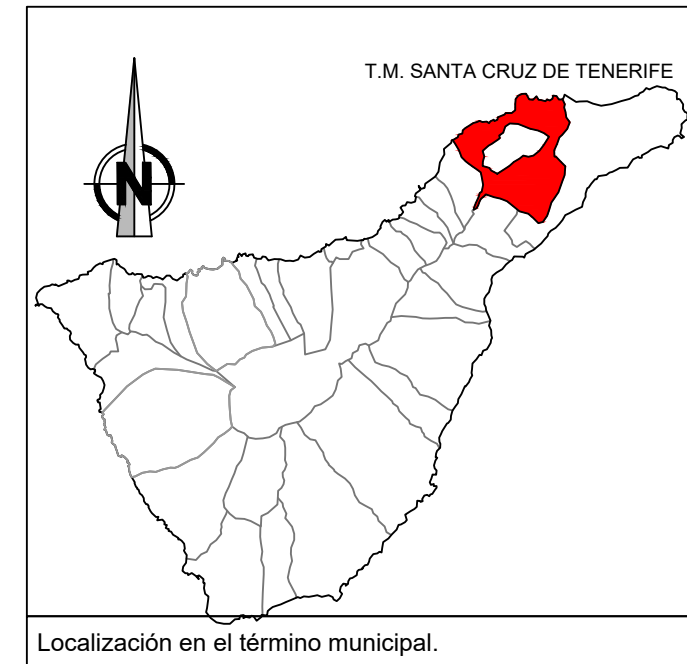 T.M. SANTA CRUZ DE TENERIFE
N
Localización en el término municipal.